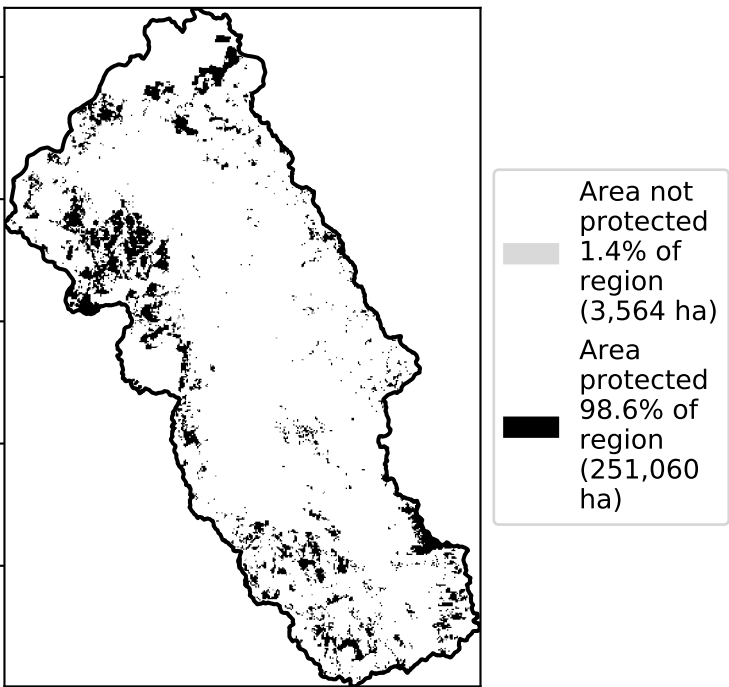 Area not
protected
1.4% of
region
(3,564 ha)
Area
protected
98.6% of
region
(251,060
ha)